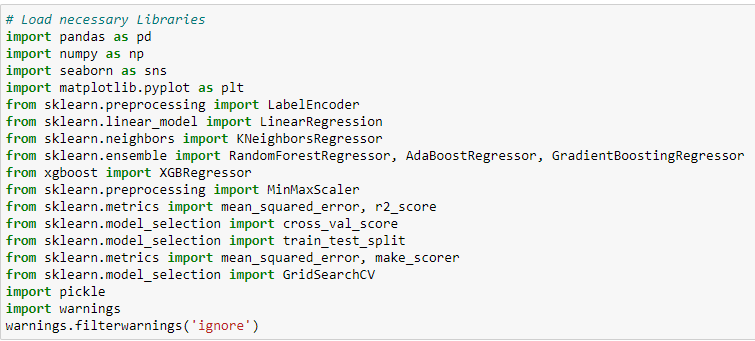 # Load necessary Libraries
import pandas as pd
import numpy as np
import seaborn as sns
import matplotlib.pyplot as plt
from sklearn.preprocessing import LabelEncoder
from sklearn.linear_model import LinearRegression
from sklearn.neighbors import KNeighborsRegressor
from sklearn.ensemble import RandomForestRegressor, AdaBoostRegressor, GradientBoostingRegressor
from xgboost import XGBRegressor
from sklearn.preprocessing import MinMaxScaler
from sklearn.metrics import mean_squared_error, r2_score
from sklearn.model_selection import cross_val_score
from sklearn.model_selection import train_test_split
from sklearn.metrics import mean_squared_error, make_scorer
from sklearn.model_selection import GridSearchCV
import pickle
import warnings
warnings.filterwarnings('ignore')